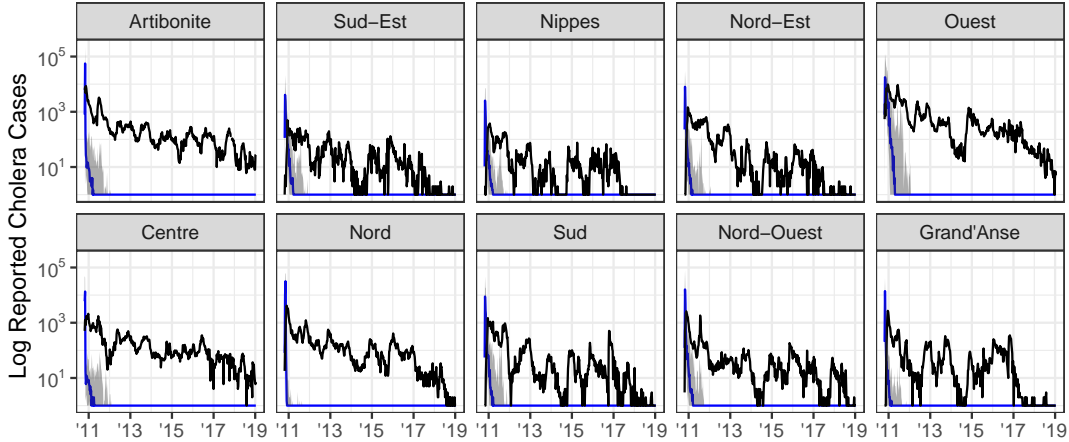 Log Reported Cholera Cases
Artibonite Sud−Est Nippes Nord−Est Ouest
10^5
10^3
10^1
Centre Nord Sud Nord−Ouest Grand'Anse
10^5
10^3
10^1
'11 '13 '15 '17 '19 '11 '13 '15 '17 '19 '11 '13 '15 '17 '19 '11 '13 '15 '17 '19 '11 '13 '15 '17 '19